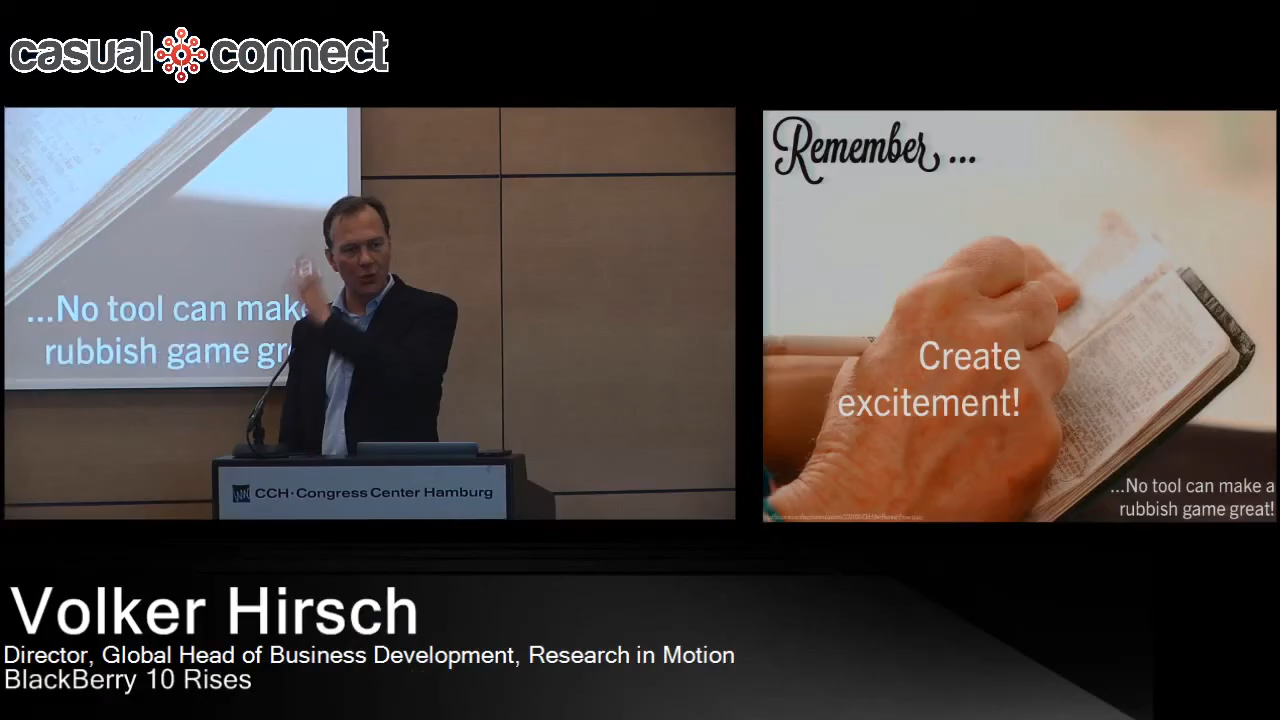 casual connect
...No tool can make
rubbish game gr
CCH·Congress Center Hamburg
Remember...
Create
excitement!
...No tool can make a
rubbish game great!
Volker Hirsch
Director, Global Head of Business Development, Research in Motion
BlackBerry 10 Rises